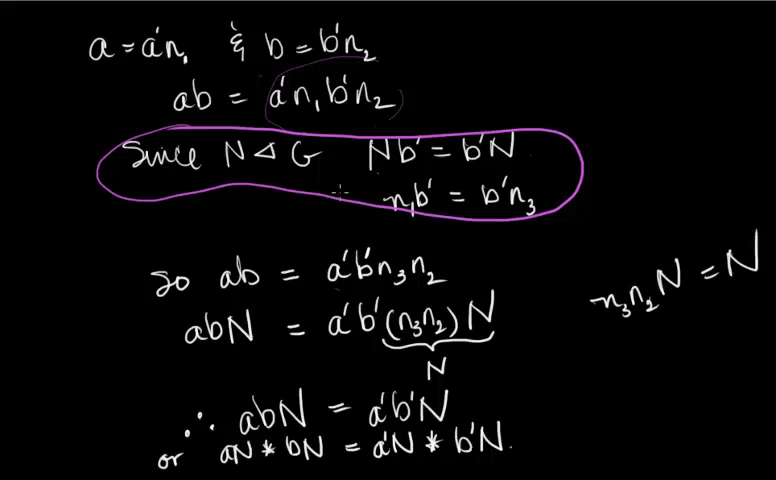 a = a'n₁ & b = b'n₂
ab = a'n₁b'n₂
Since N ⊲ G Nb' = b'N
n₁b' = b'n₃
so ab = a'b'n₃n₂
n₃n₂N = N
abN = a'b'(n₃n₂)N
N
∴ abN = a'b'N
or aN * bN = a'N * b'N.